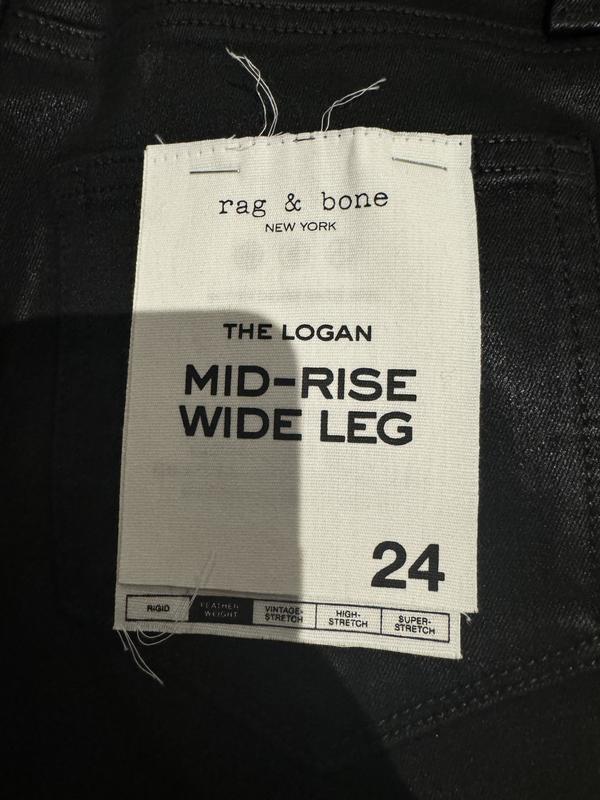 rag & bone
NEW YORK
THE LOGAN
MID-RISE
WIDE LEG
24
RIGID
FEATHER
WEIGHT
VINTAGE-
STRETCH
HIGH-
STRETCH
SUPER-
STRETCH